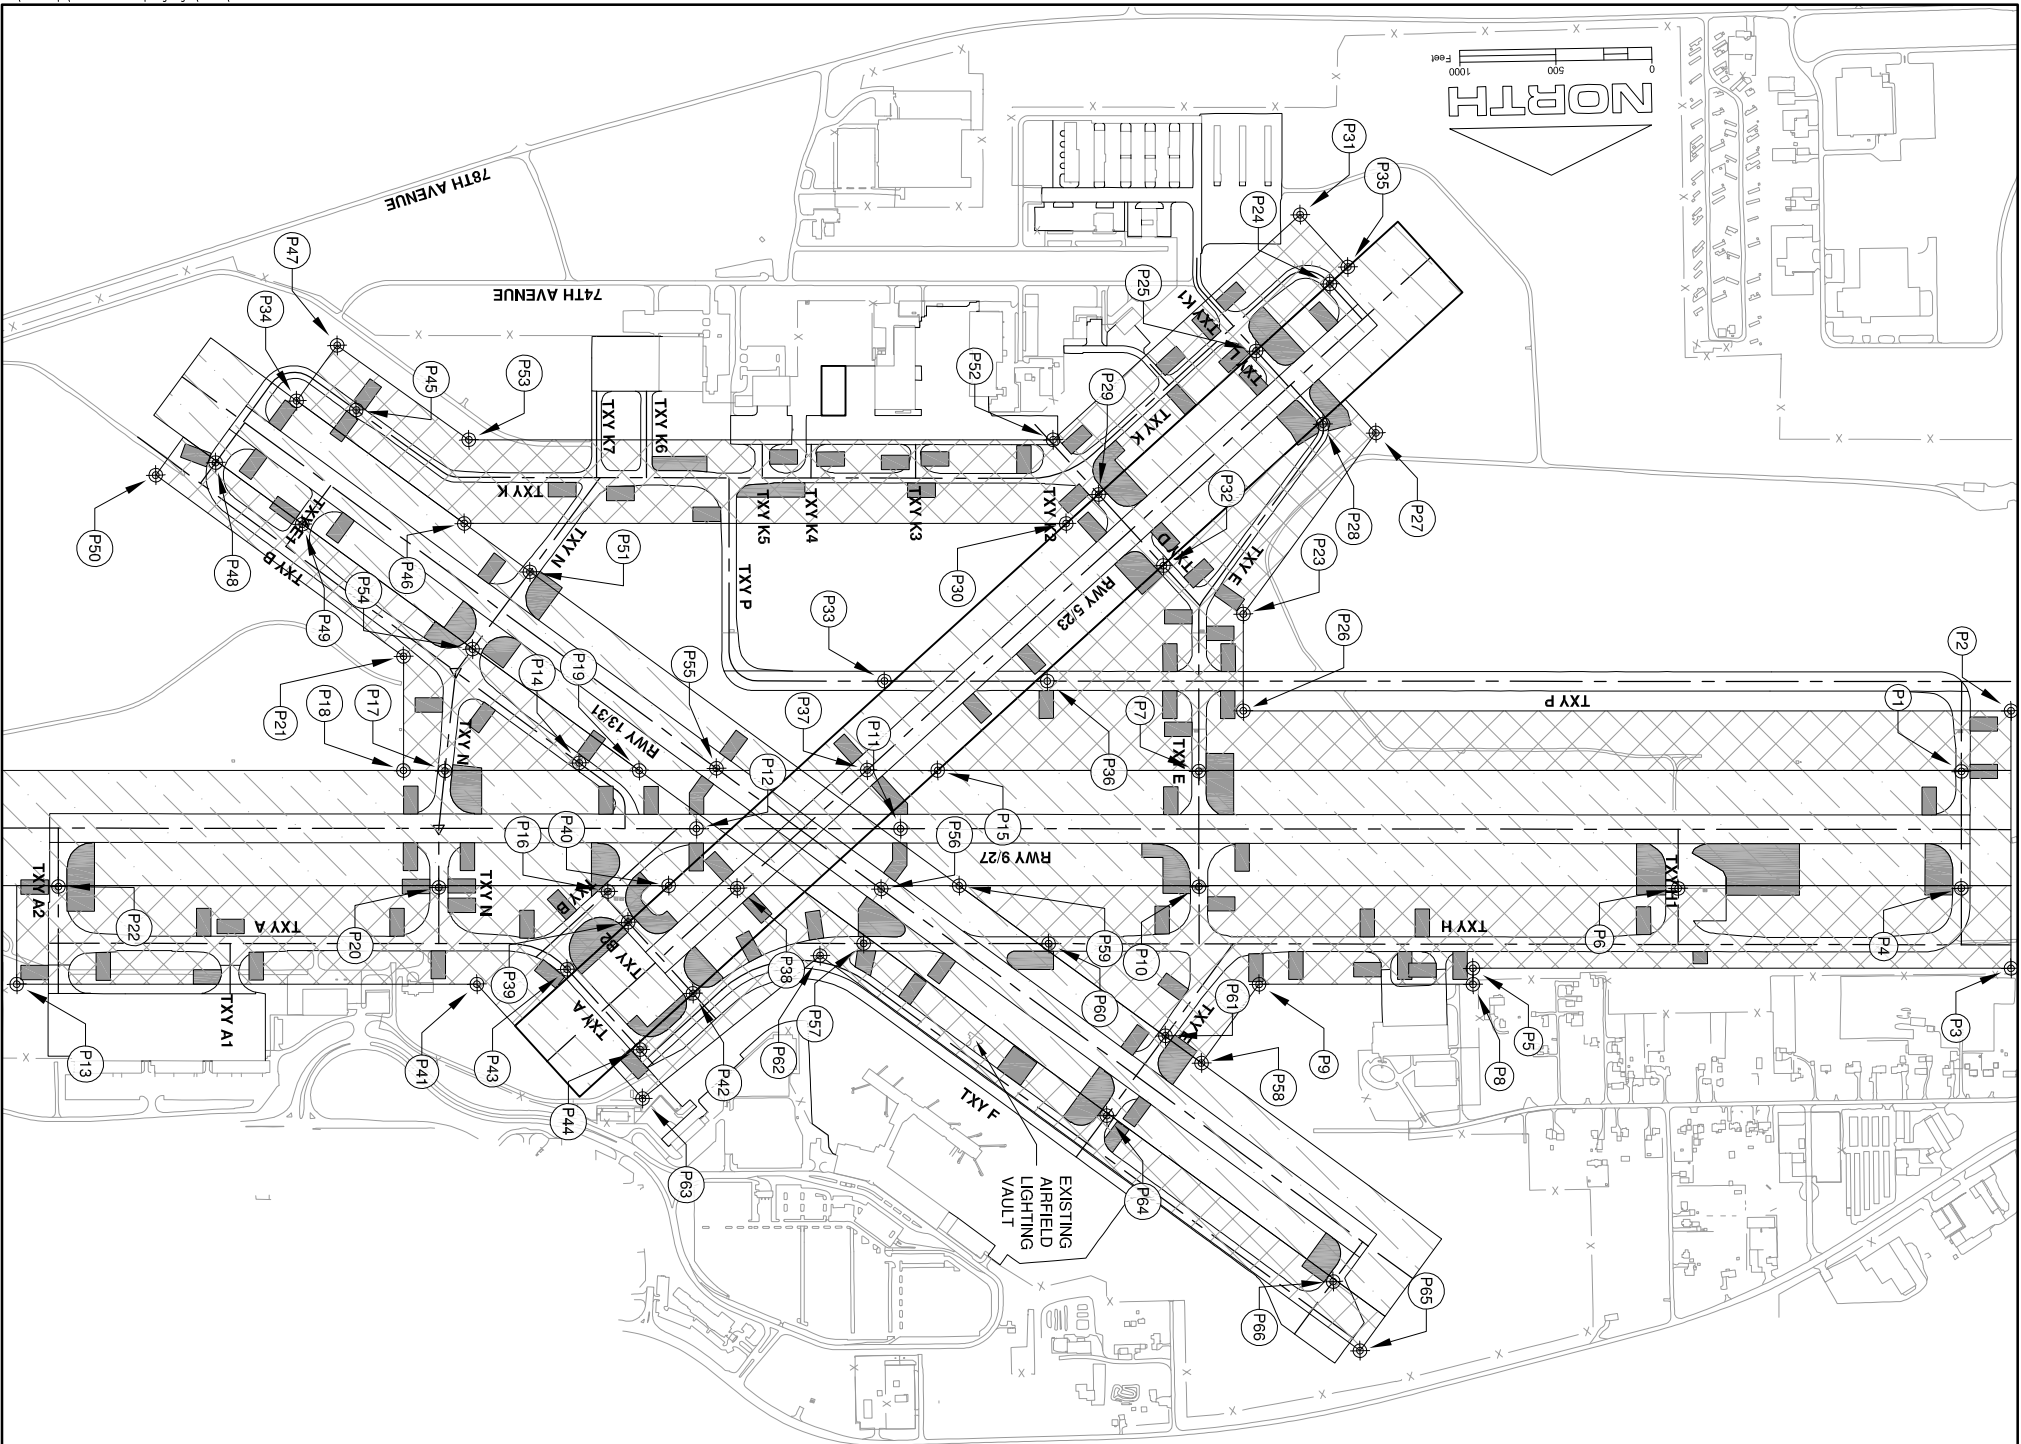 P31
P35
P24
P25
TXY K1
TXY L
P47
P34
P45
P53
P52
P29
TXY K
P27
P28
P32
P23
P26
P2
P1
78TH AVENUE
74TH AVENUE
NORTH
0
500
1000
Feet
TXY K7
TXY K6
TXY K
TXY K5
TXY K4
TXY K3
TXY N
P51
P30
TXY D
TXY E
RWY 5/23
P50
P48
P49
TXY B
P54
P46
TXY P
P33
P21
P18
P17
P14
P19
P55
RWY 13/31
P37
P11
P12
P7
TXY E
P36
P15
TXY P
TXY N
P16
P40
P56
RWY 9/27
TXY H1
TXY A2
P22
TXY A
P20
TXY N
TXY B
TXY B2
P39
P38
P59
P10
P60
P61
TXY H
P6
P4
P3
P13
TXY A1
P41
P43
P44
TXY A
P42
P62
P57
P63
TXY F
P58
P9
P8
P5
P64
EXISTING
AIRFIELD
LIGHTING
VAULT
P66
P65